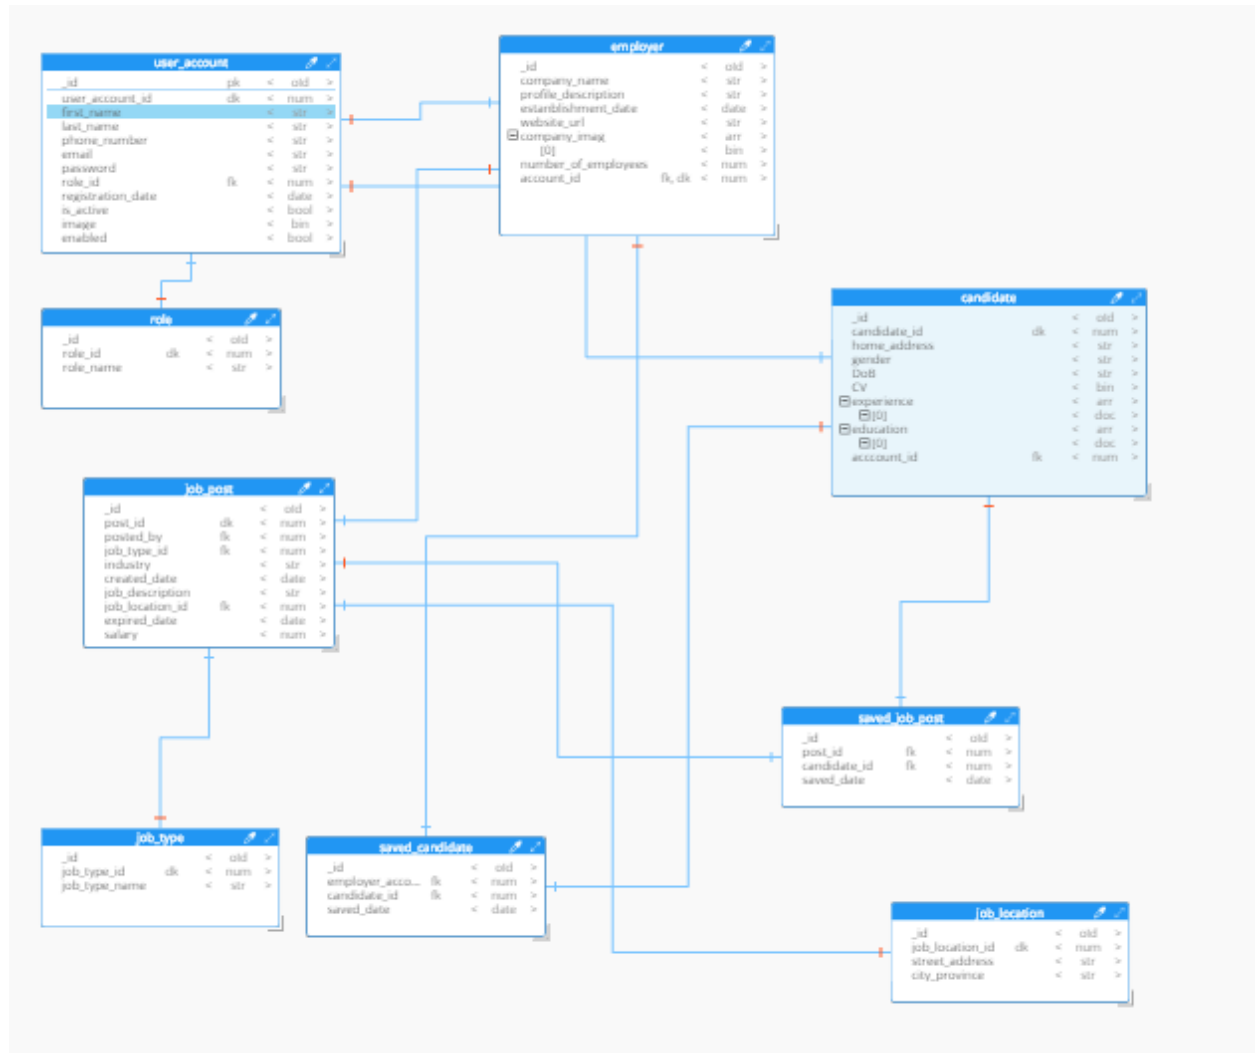 user_account
_id pk < oId >
user_account_id dk < num >
first_name < str >
last_name < str >
phone_number < str >
email < str >
password < str >
role_id fk < num >
registration_date < date >
is_active < bool >
image < bin >
enabled < bool >
employer
_id < oId >
company_name < str >
profile_description < str >
estanblishment_date < date >
website_url < str >
company_imag < arr >
[0] < bin >
number_of_employees < num >
account_id fk, dk < num >
role
_id < oId >
role_id dk < num >
role_name < str >
candidate
_id < oId >
candidate_id dk < num >
home_address < str >
gender < str >
DoB < str >
CV < bin >
experience < arr >
[0] < doc >
education < arr >
[0] < doc >
acccount_id fk < num >
job_post
_id < oId >
post_id dk < num >
posted_by fk < num >
job_type_id fk < num >
industry < str >
created_date < date >
job_description < str >
job_location_id fk < num >
expired_date < date >
salary < num >
saved_job_post
_id < oId >
post_id fk < num >
candidate_id fk < num >
saved_date < date >
job_type
_id < oId >
job_type_id dk < num >
job_type_name < str >
saved_candidate
_id < oId >
employer_acco... fk < num >
candidate_id fk < num >
saved_date < date >
job_location
_id < oId >
job_location_id dk < num >
street_address < str >
city_province < str >